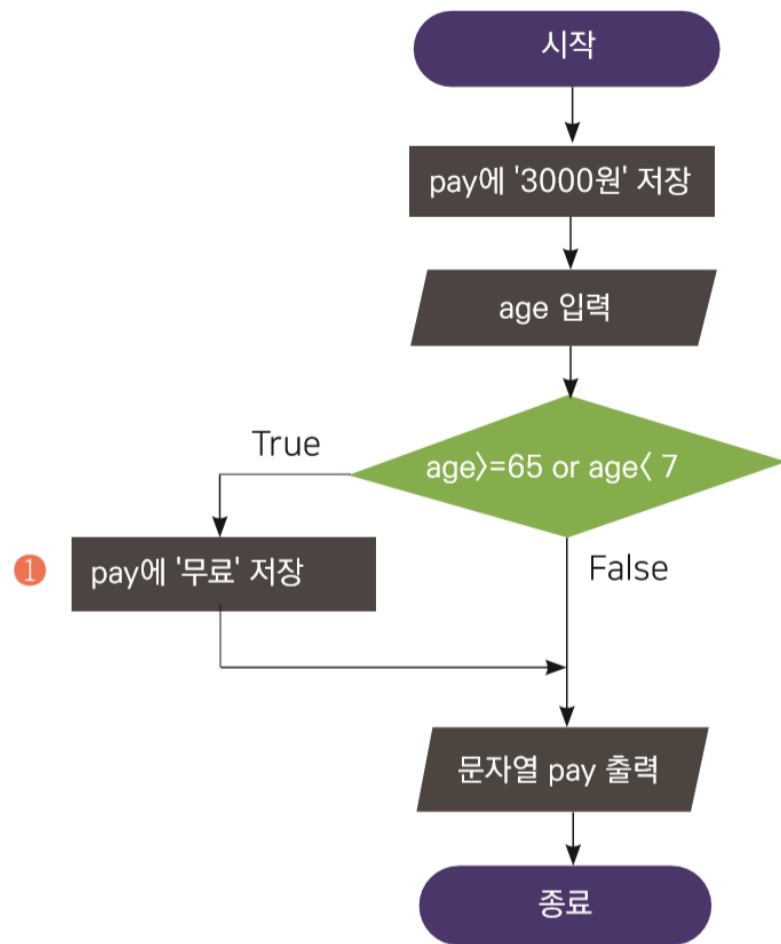 시작
pay에 '3000원' 저장
age 입력
True
age>=65 or age< 7
❶ pay에 '무료' 저장
False
문자열 pay 출력
종료